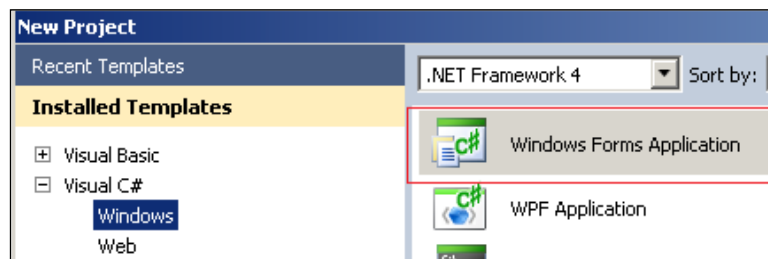 New Project
Recent Templates
Installed Templates
Visual Basic
Visual C#
Windows
Web
.NET Framework 4
Sort by:
C#
Windows Forms Application
C#
WPF Application